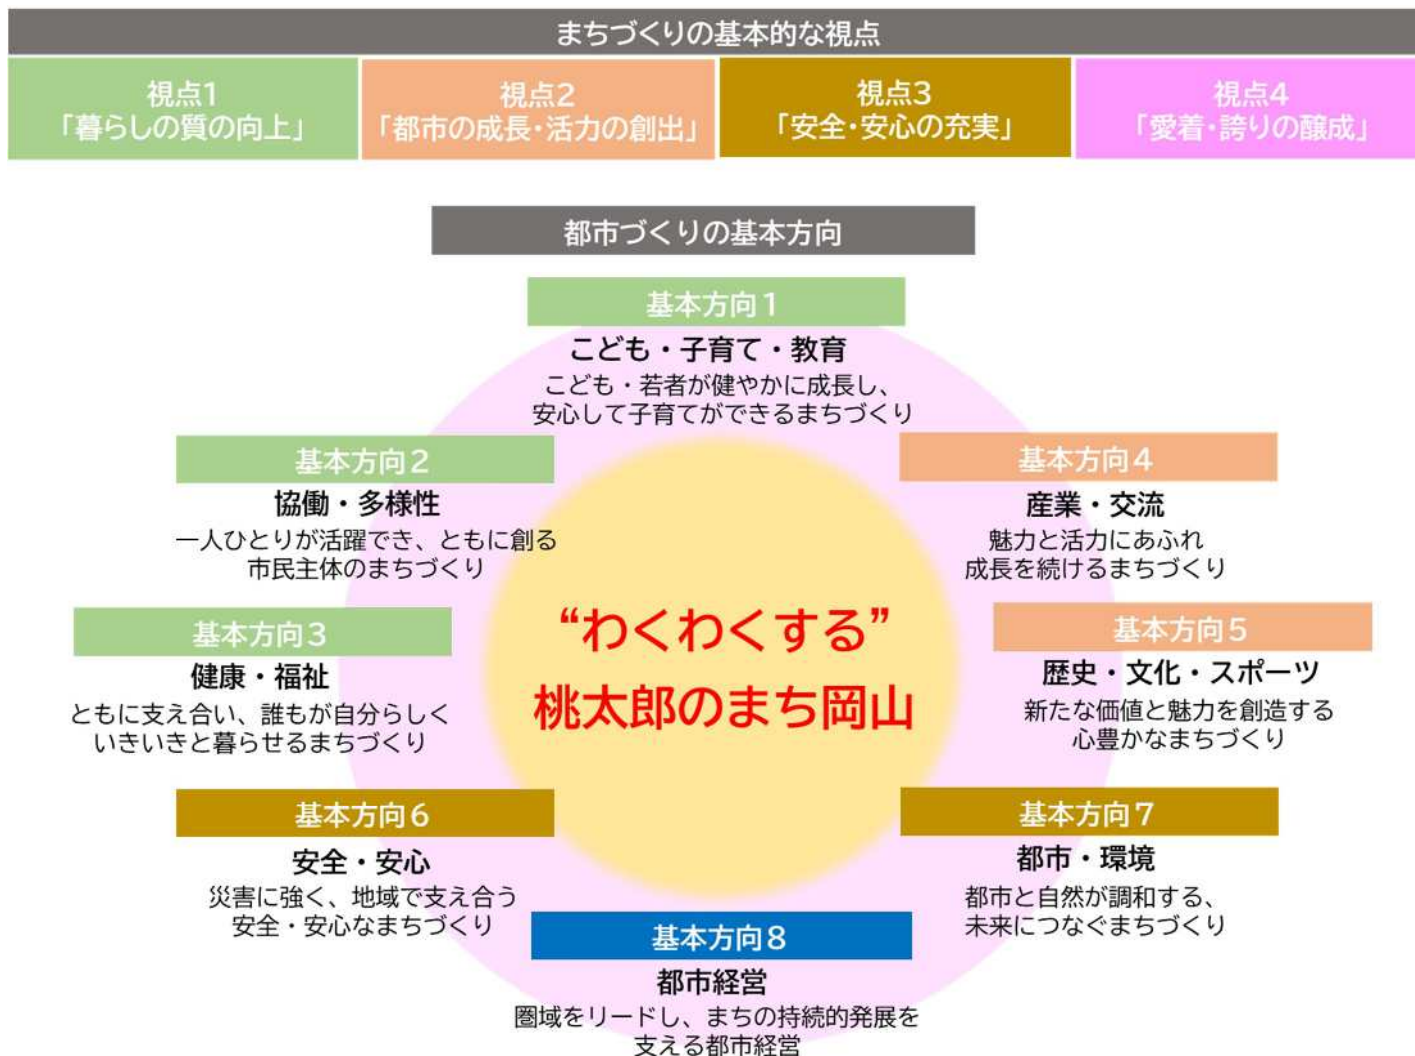 まちづくりの基本的な視点
視点1
「暮らしの質の向上」
視点2
「都市の成長・活力の創出」
視点3
「安全・安心の充実」
視点4
「愛着・誇りの醸成」
都市づくりの基本方向
基本方向1
こども・子育て・教育
こども・若者が健やかに成長し、
安心して子育てができるまちづくり
基本方向2
協働・多様性
一人ひとりが活躍でき、ともに創る
市民主体のまちづくり
基本方向4
産業・交流
魅力と活力にあふれ
成長を続けるまちづくり
“わくわくする”
桃太郎のまち岡山
基本方向3
健康・福祉
ともに支え合い、誰もが自分らしく
いきいきと暮らせるまちづくり
基本方向5
歴史・文化・スポーツ
新たな価値と魅力を創造する
心豊かなまちづくり
基本方向6
安全・安心
災害に強く、地域で支え合う
安全・安心なまちづくり
基本方向7
都市・環境
都市と自然が調和する、
未来につなぐまちづくり
基本方向8
都市経営
圏域をリードし、まちの持続的発展を
支える都市経営